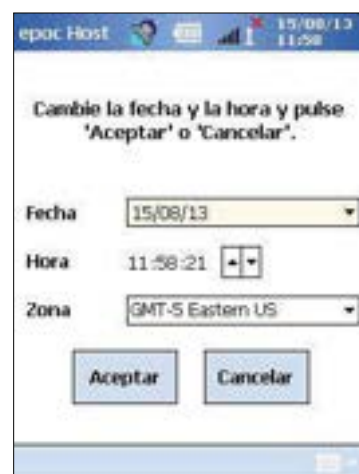 epoc Host
15/08/13
11:58
Cambie la fecha y la hora y pulse
'Aceptar' o 'Cancelar'.
Fecha 15/08/13
Hora 11:58:21
Zona GMT-5 Eastern US
Aceptar Cancelar